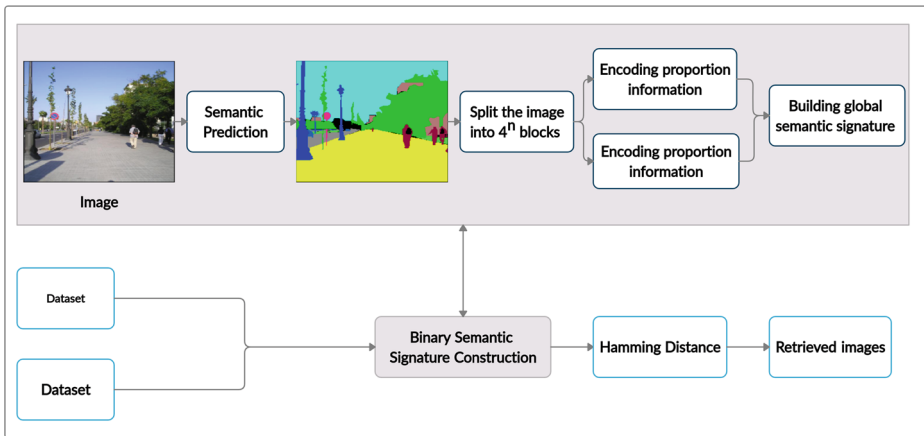 Image
Semantic
Prediction
Split the image
into 4ⁿ blocks
Encoding proportion
information
Encoding proportion
information
Building global
semantic signature
Dataset
Dataset
Binary Semantic
Signature Construction
Hamming Distance
Retrieved images